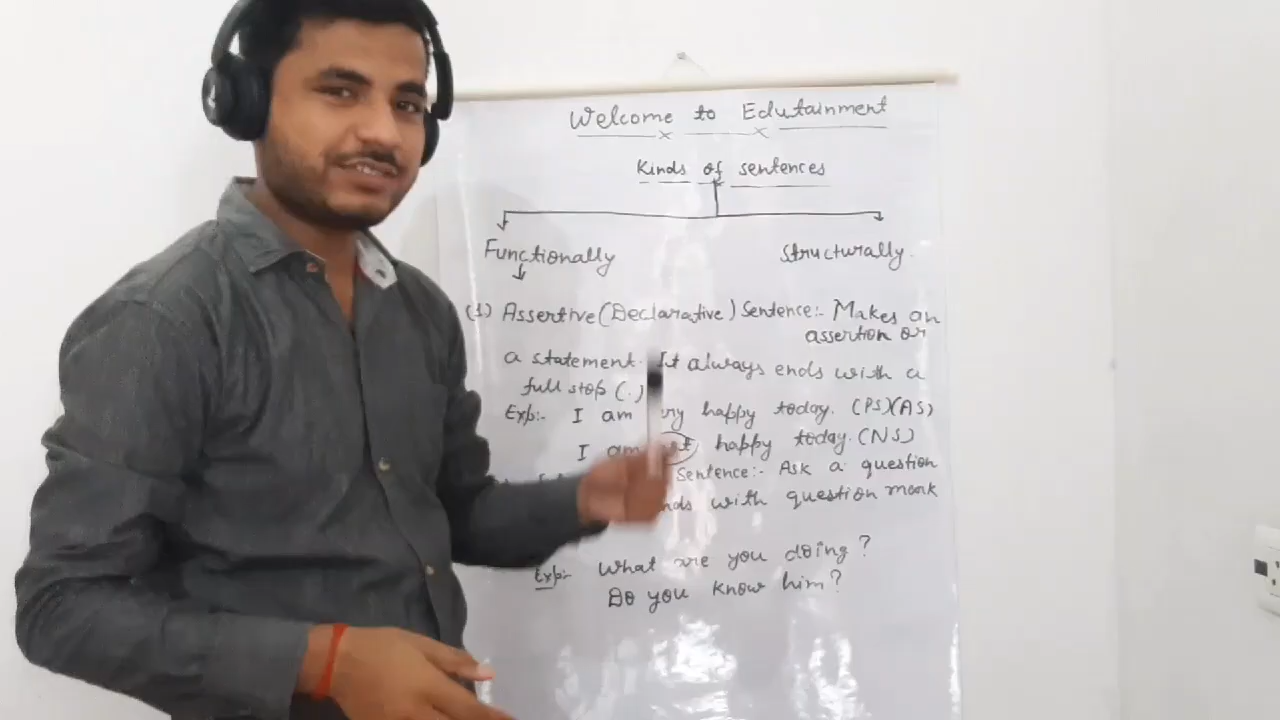 Welcome to Edutainment
Kinds of sentences
Functionally
Structurally.
(1) Assertive (Declarative) Sentence:- Makes an
assertion or
a statement. It always ends with a
full stop (.)
Exp:- I am happy today. (PS)(AS)
I am happy today. (NS)
Sentence:- Ask a question
with question mark
Exp:- What are you doing?
Do you know him?